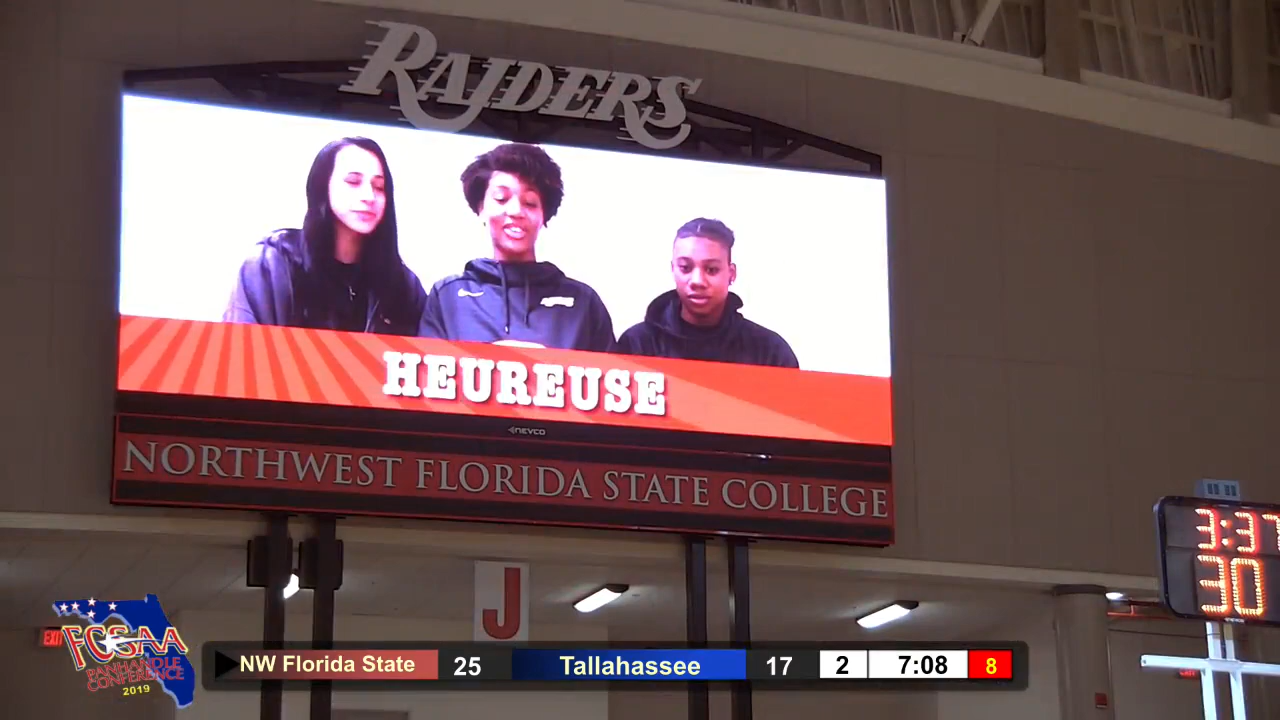 RAIDERS
HEUREUSE
NEVCO
NORTHWEST FLORIDA STATE COLLEGE
3:37
30
J
EXIT
FCSAA
PANHANDLE
CONFERENCE
2019
NW Florida State 25 Tallahassee 17 2 7:08 8